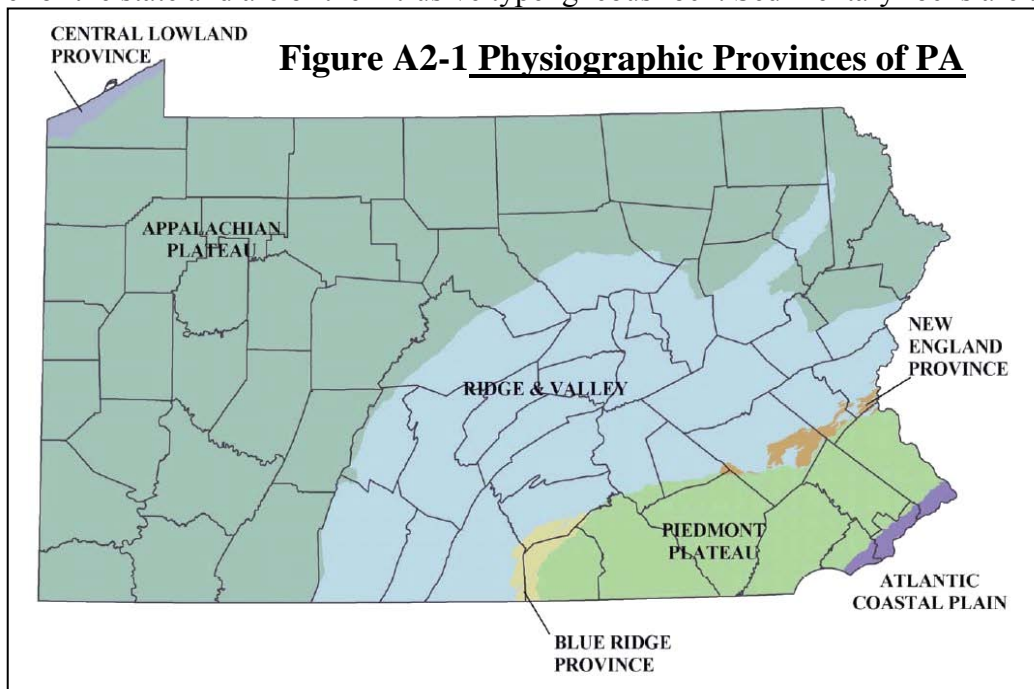 CENTRAL LOWLAND
PROVINCE
Figure A2-1 Physiographic Provinces of PA
APPALACHIAN
PLATEAU
NEW
ENGLAND
PROVINCE
RIDGE & VALLEY
PIEDMONT
PLATEAU
ATLANTIC
COASTAL PLAIN
BLUE RIDGE
PROVINCE